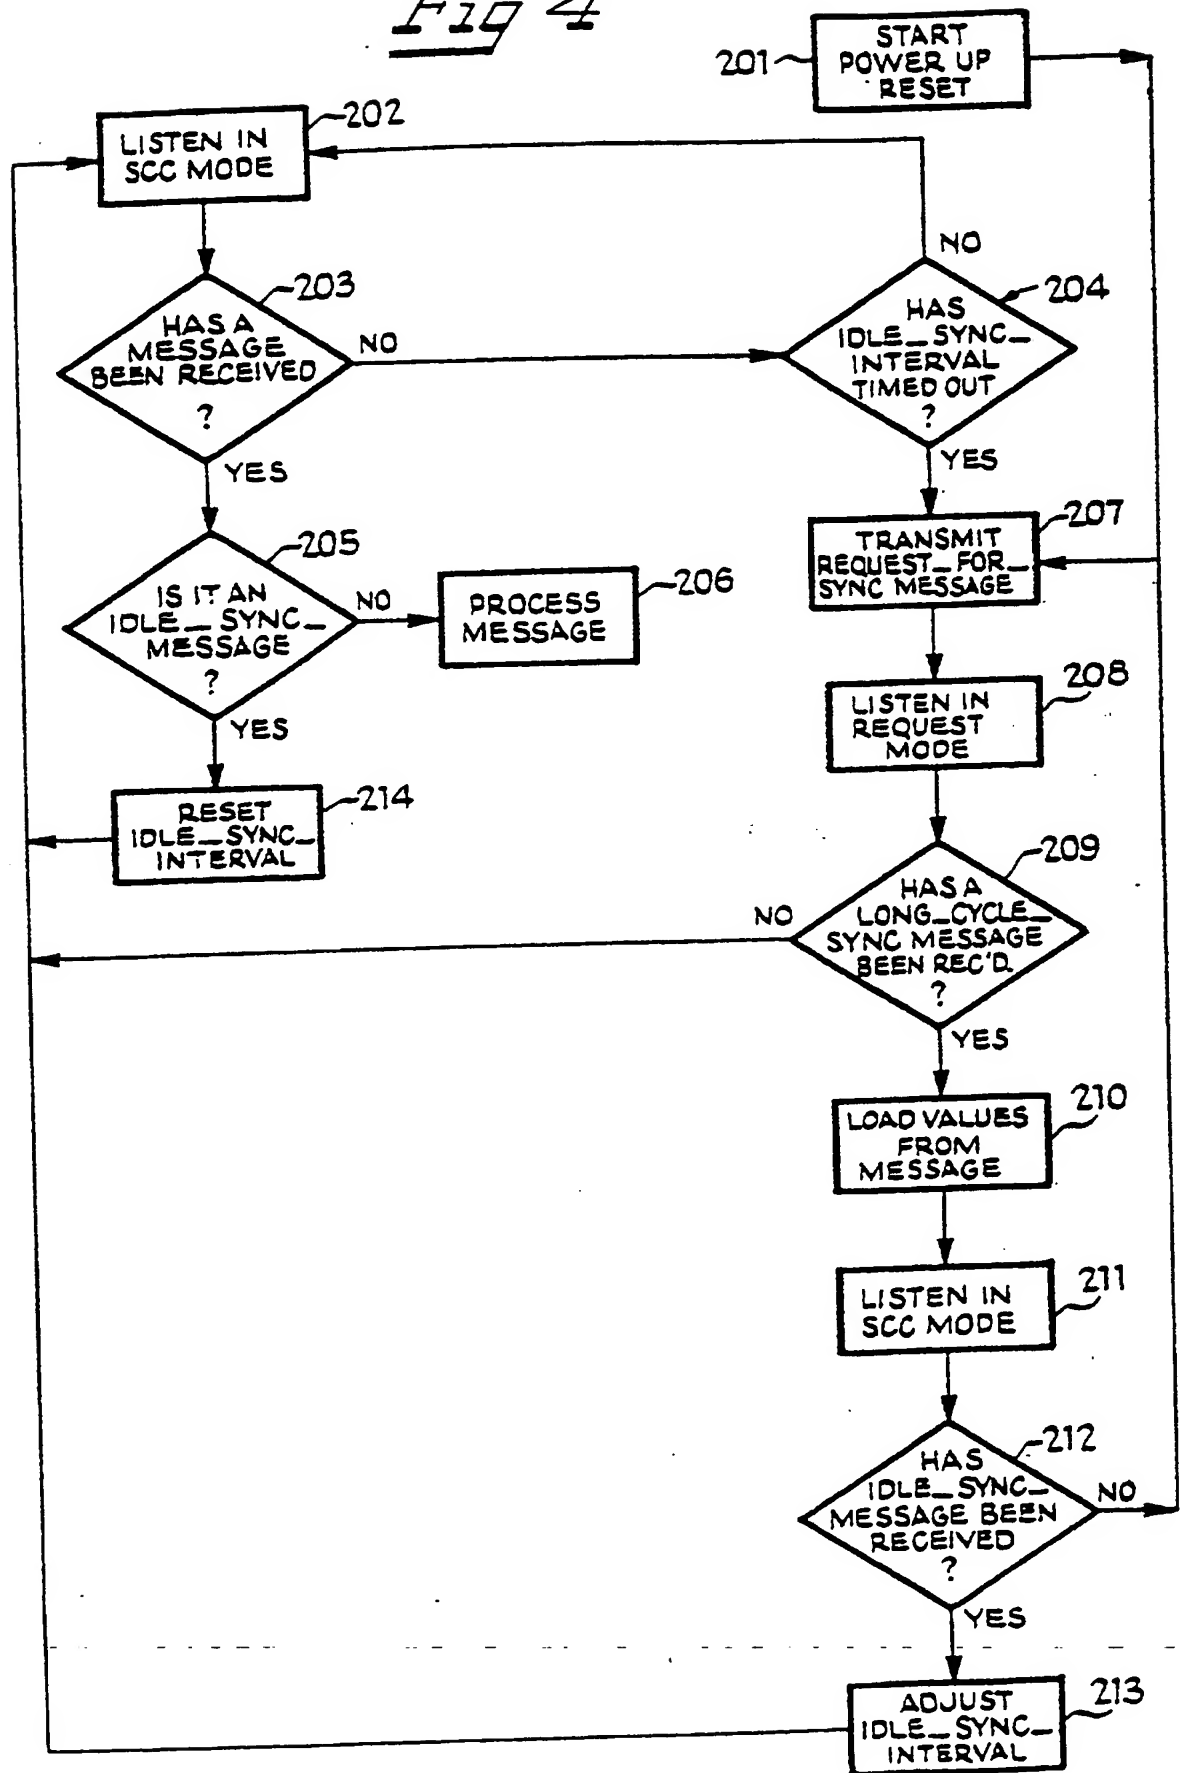 Fig 4
201
START
POWER UP
RESET
202
LISTEN IN
SCC MODE
NO
203
HAS A
MESSAGE
BEEN RECEIVED
?
NO
204
HAS
IDLE_SYNC_
INTERVAL
TIMED OUT
?
YES
YES
205
IS IT AN
IDLE_SYNC_
MESSAGE
?
NO
PROCESS
MESSAGE
206
207
TRANSMIT
REQUEST_FOR_
SYNC MESSAGE
YES
208
LISTEN IN
REQUEST
MODE
214
RESET
IDLE_SYNC_
INTERVAL
209
HAS A
LONG_CYCLE_
SYNC MESSAGE
BEEN REC'D.
?
NO
YES
210
LOAD VALUES
FROM
MESSAGE
211
LISTEN IN
SCC MODE
212
HAS
IDLE_SYNC_
MESSAGE BEEN
RECEIVED
?
NO
YES
213
ADJUST
IDLE_SYNC_
INTERVAL